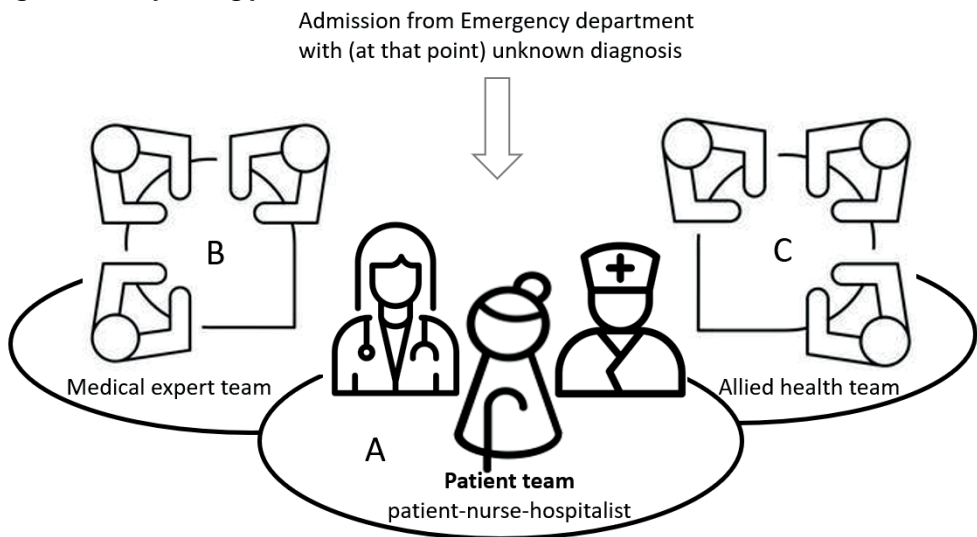 Admission from Emergency department
with (at that point) unknown diagnosis
B
C
Medical expert team
Allied health team
A
Patient team
patient-nurse-hospitalist